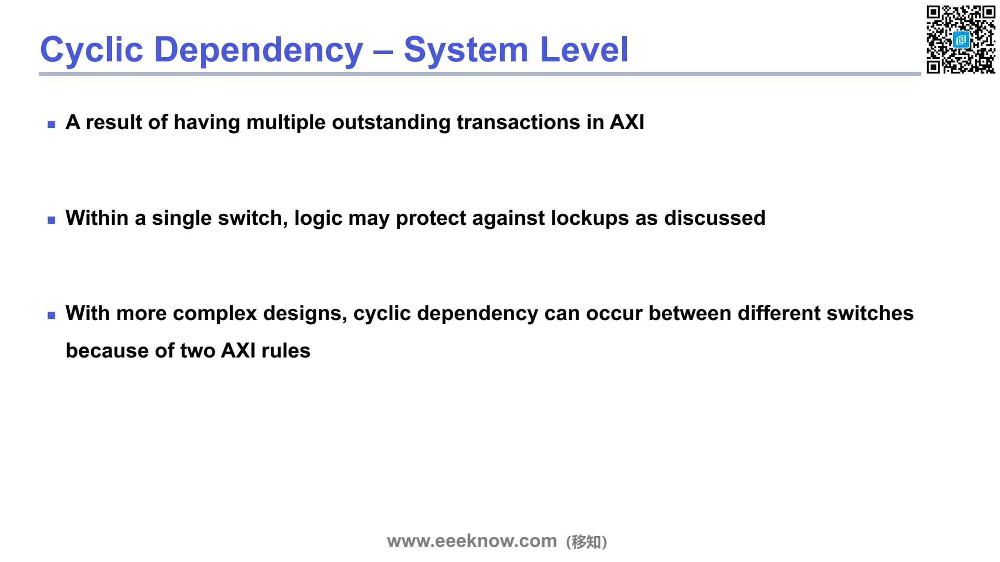 Cyclic Dependency – System Level
▪ A result of having multiple outstanding transactions in AXI
▪ Within a single switch, logic may protect against lockups as discussed
▪ With more complex designs, cyclic dependency can occur between different switches
because of two AXI rules
www.eeeknow.com (移知)